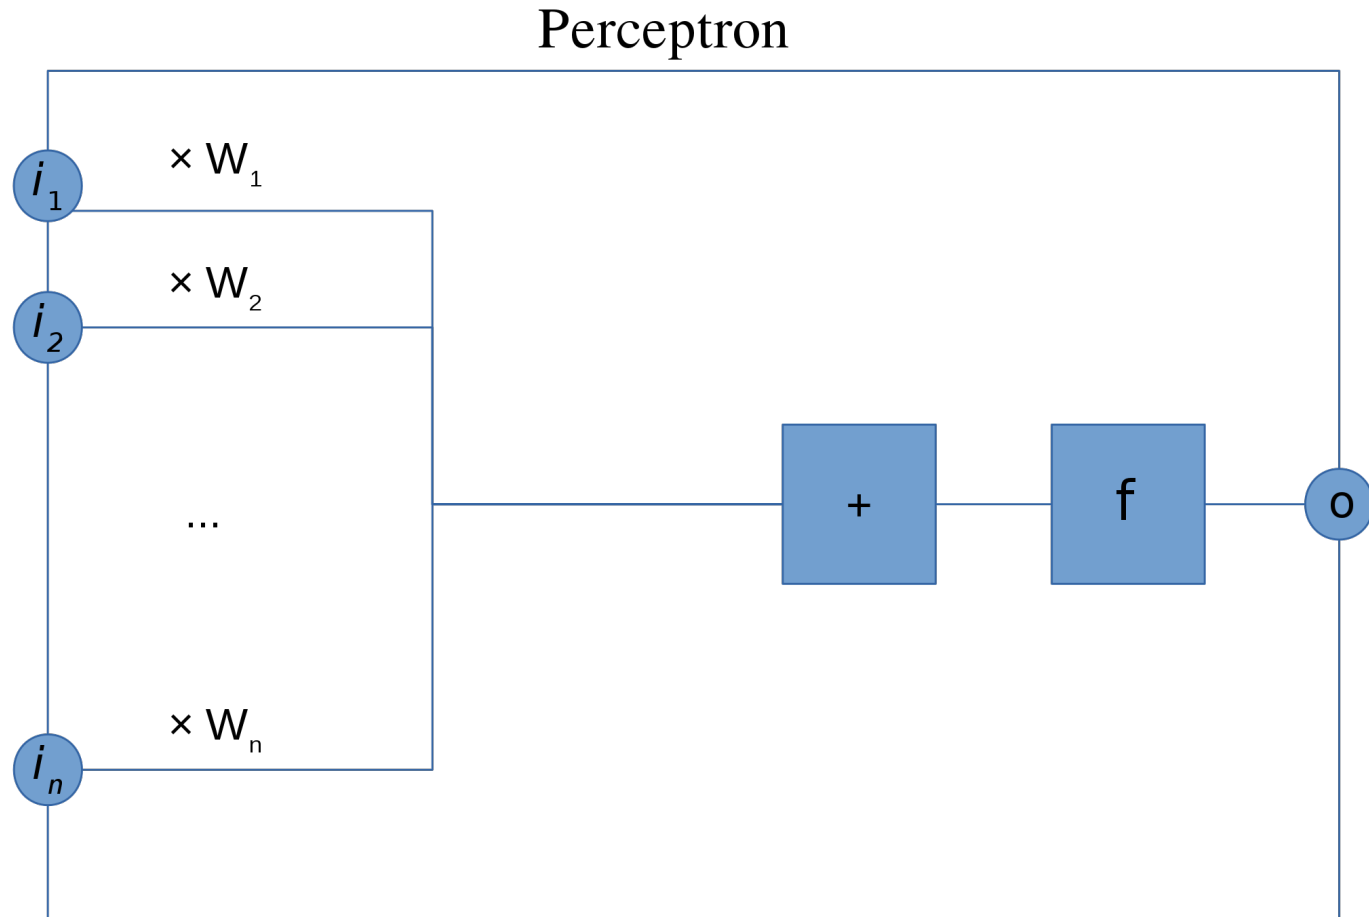 Perceptron
i₁ × W₁
i₂ × W₂
+ f o
...
iₙ × Wₙ